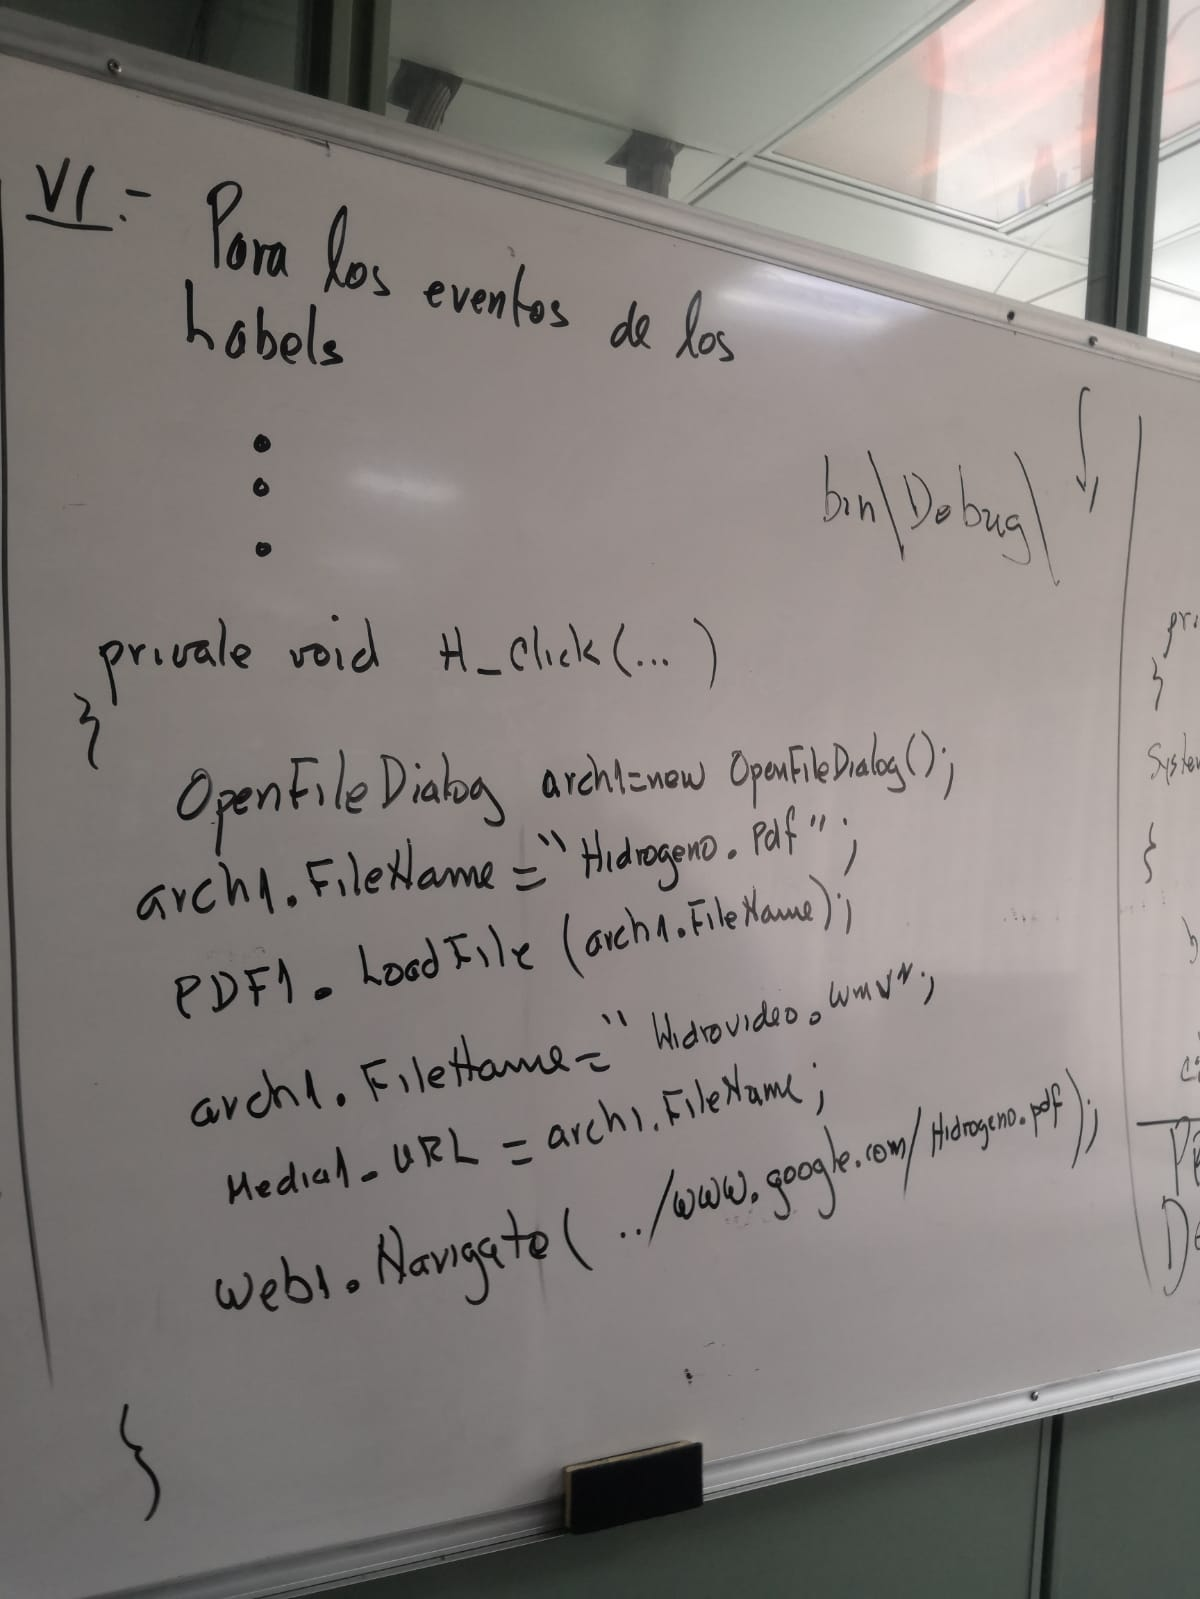 VI.- Para los eventos de los
Labels
bin\Debug\
private void H_Click(...)
{
OpenFileDialog arch1=new OpenFileDialog();
arch1.FileName="Hidrogeno.Pdf";
PDF1.LoadFile(arch1.FileName);
arch1.FileName="Hidrovideo.wmv";
Media1.URL=arch1.FileName;
web1.Navigate(../www.google.com/Hidrogeno.pdf);
}
pri
}
System
{